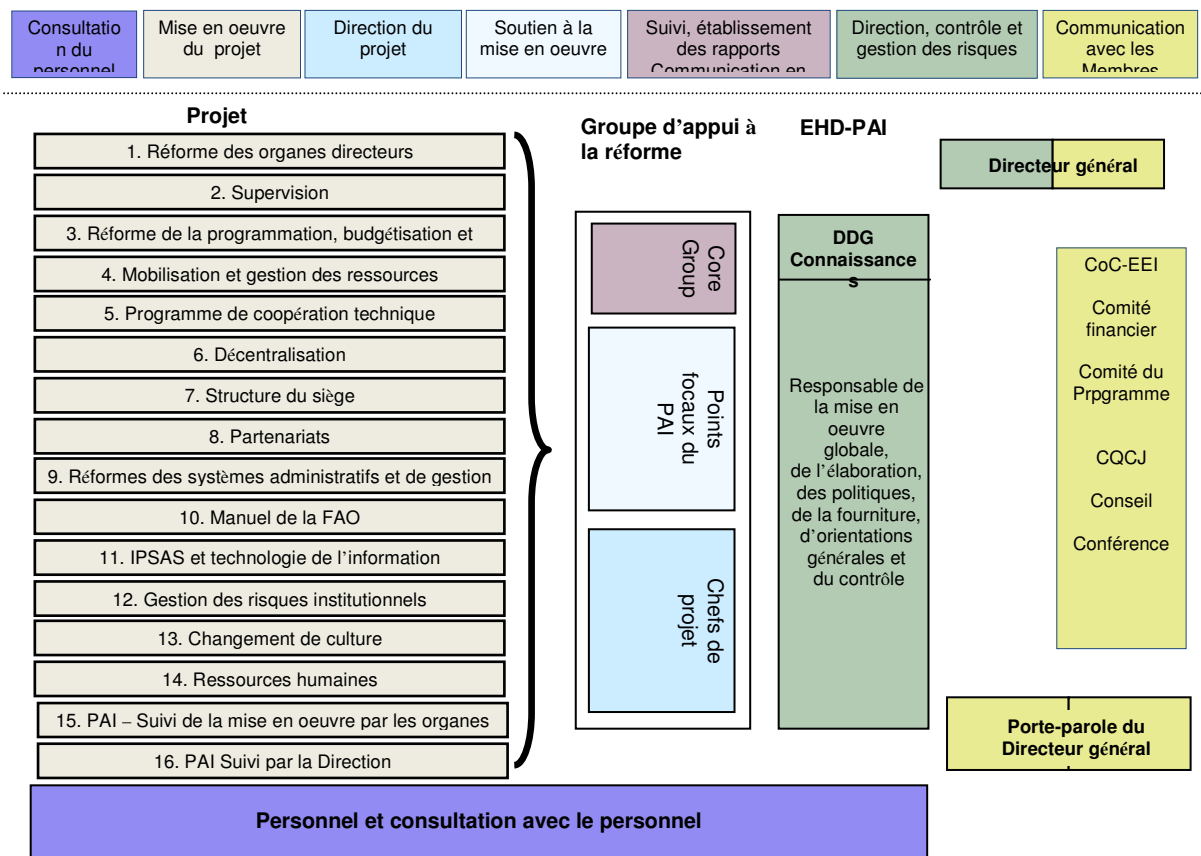 Consultatio
n du
personnel
Mise en oeuvre
du projet
Direction du
projet
Soutien à la
mise en oeuvre
Suivi, établissement
des rapports
Communication en
Direction, contrôle et
gestion des risques
Communication
avec les
Membres
Projet
1. Réforme des organes directeurs
2. Supervision
3. Réforme de la programmation, budgétisation et
4. Mobilisation et gestion des ressources
5. Programme de coopération technique
6. Décentralisation
7. Structure du siège
8. Partenariats
9. Réformes des systèmes administratifs et de gestion
10. Manuel de la FAO
11. IPSAS et technologie de l'information
12. Gestion des risques institutionnels
13. Changement de culture
14. Ressources humaines
15. PAI – Suivi de la mise en oeuvre par les organes
16. PAI Suivi par la Direction
Groupe d'appui à
la réforme
Core
Group
Points
focaux du
PAI
Chefs de
projet
EHD-PAI
DDG
Connaissance
s
Responsable de
la mise en
oeuvre
globale,
de l'élaboration,
des politiques,
de la fourniture,
d'orientations
générales et
du contrôle
Directeur général
CoC-EEI
Comité
financier
Comité du
Prpgramme
CQCJ
Conseil
Conférence
Porte-parole du
Directeur général
Personnel et consultation avec le personnel